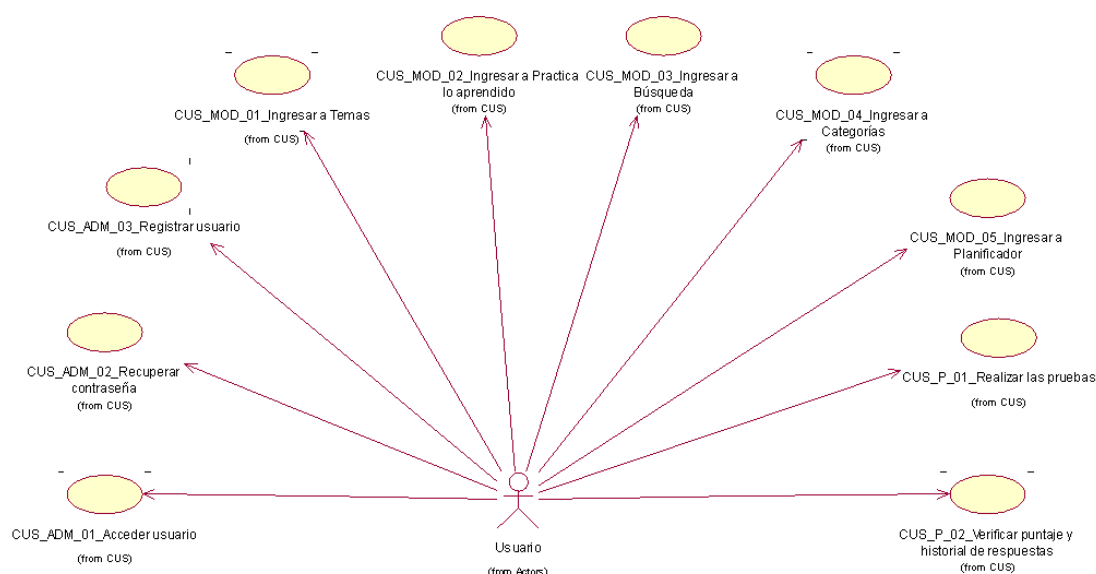 CUS_MOD_02_Ingresar a Practica
lo aprendido
(from CUS)
CUS_MOD_03_Ingresar a
Búsqueda
(from CUS)
CUS_MOD_01_Ingresar a Temas
(from CUS)
CUS_MOD_04_Ingresar a
Categorías
(from CUS)
CUS_ADM_03_Registrar usuario
(from CUS)
CUS_MOD_05_Ingresar a
Planificador
(from CUS)
CUS_ADM_02_Recuperar
contraseña
(from CUS)
CUS_P_01_Realizar las pruebas
(from CUS)
CUS_ADM_01_Acceder usuario
(from CUS)
Usuario
(from Actors)
CUS_P_02_Verificar puntaje y
historial de respuestas
(from CUS)